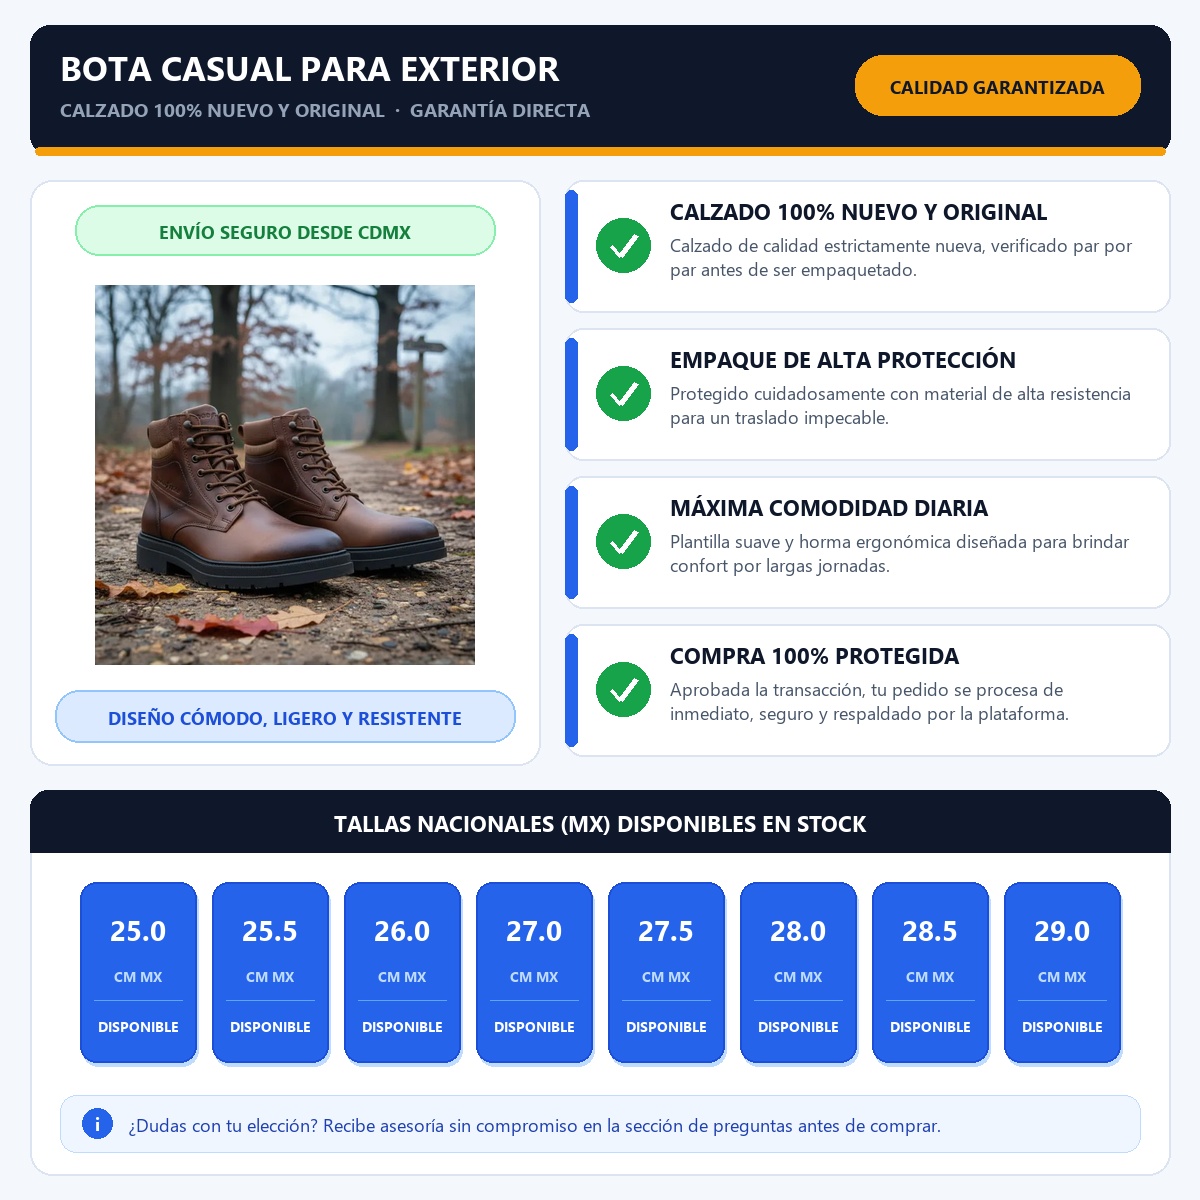 BOTA CASUAL PARA EXTERIOR
CALZADO 100% NUEVO Y ORIGINAL · GARANTÍA DIRECTA
CALIDAD GARANTIZADA
ENVÍO SEGURO DESDE CDMX
DISEÑO CÓMODO, LIGERO Y RESISTENTE
CALZADO 100% NUEVO Y ORIGINAL
Calzado de calidad estrictamente nueva, verificado par por
par antes de ser empaquetado.
EMPAQUE DE ALTA PROTECCIÓN
Protegido cuidadosamente con material de alta resistencia
para un traslado impecable.
MÁXIMA COMODIDAD DIARIA
Plantilla suave y horma ergonómica diseñada para brindar
confort por largas jornadas.
COMPRA 100% PROTEGIDA
Aprobada la transacción, tu pedido se procesa de
inmediato, seguro y respaldado por la plataforma.
TALLAS NACIONALES (MX) DISPONIBLES EN STOCK
25.0
CM MX
DISPONIBLE
25.5
CM MX
DISPONIBLE
26.0
CM MX
DISPONIBLE
27.0
CM MX
DISPONIBLE
27.5
CM MX
DISPONIBLE
28.0
CM MX
DISPONIBLE
28.5
CM MX
DISPONIBLE
29.0
CM MX
DISPONIBLE
¿Dudas con tu elección? Recibe asesoría sin compromiso en la sección de preguntas antes de comprar.